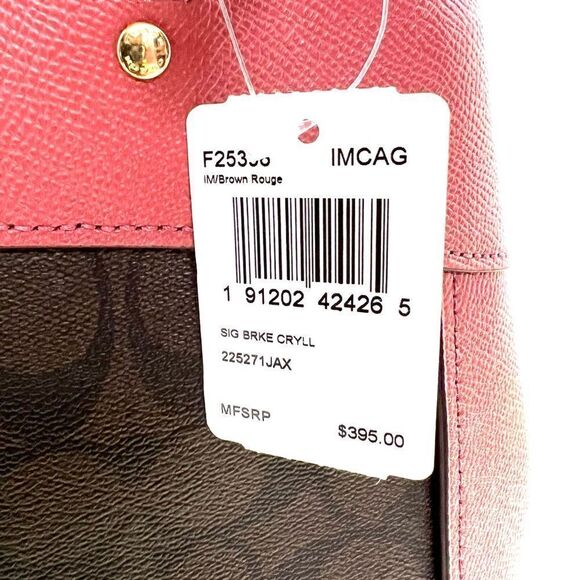 IMCAG
IM/Brown Rouge
1 91202 42426 5
SIG BRKE CRYLL
225271JAX
MFSRP
$395.00